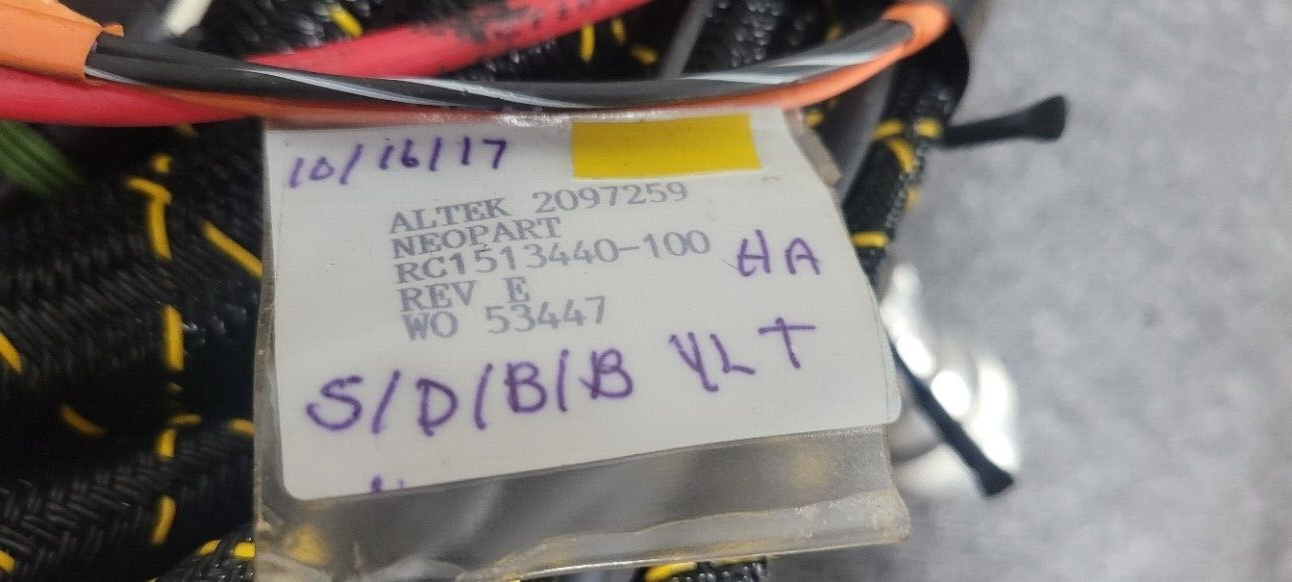 10/16/17
ALTEK 2097259
NEOPART
RC1513440-100 HA
REV E
WO 53447
S/D/B/B YLT